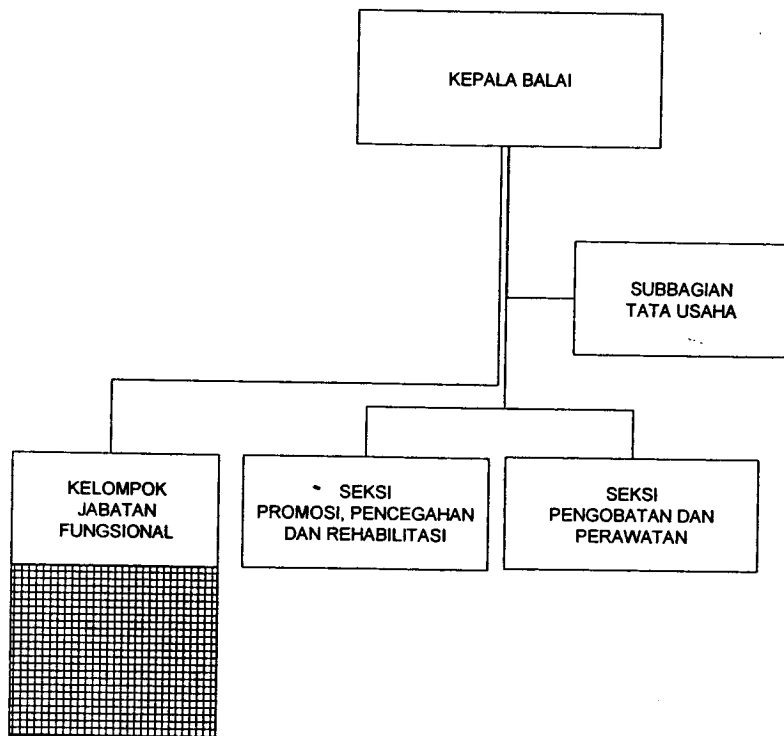 KEPALA BALAI
SUBBAGIAN
TATA USAHA
KELOMPOK
JABATAN
FUNGSIONAL
SEKSI
PROMOSI, PENCEGAHAN
DAN REHABILITASI
SEKSI
PENGOBATAN DAN
PERAWATAN